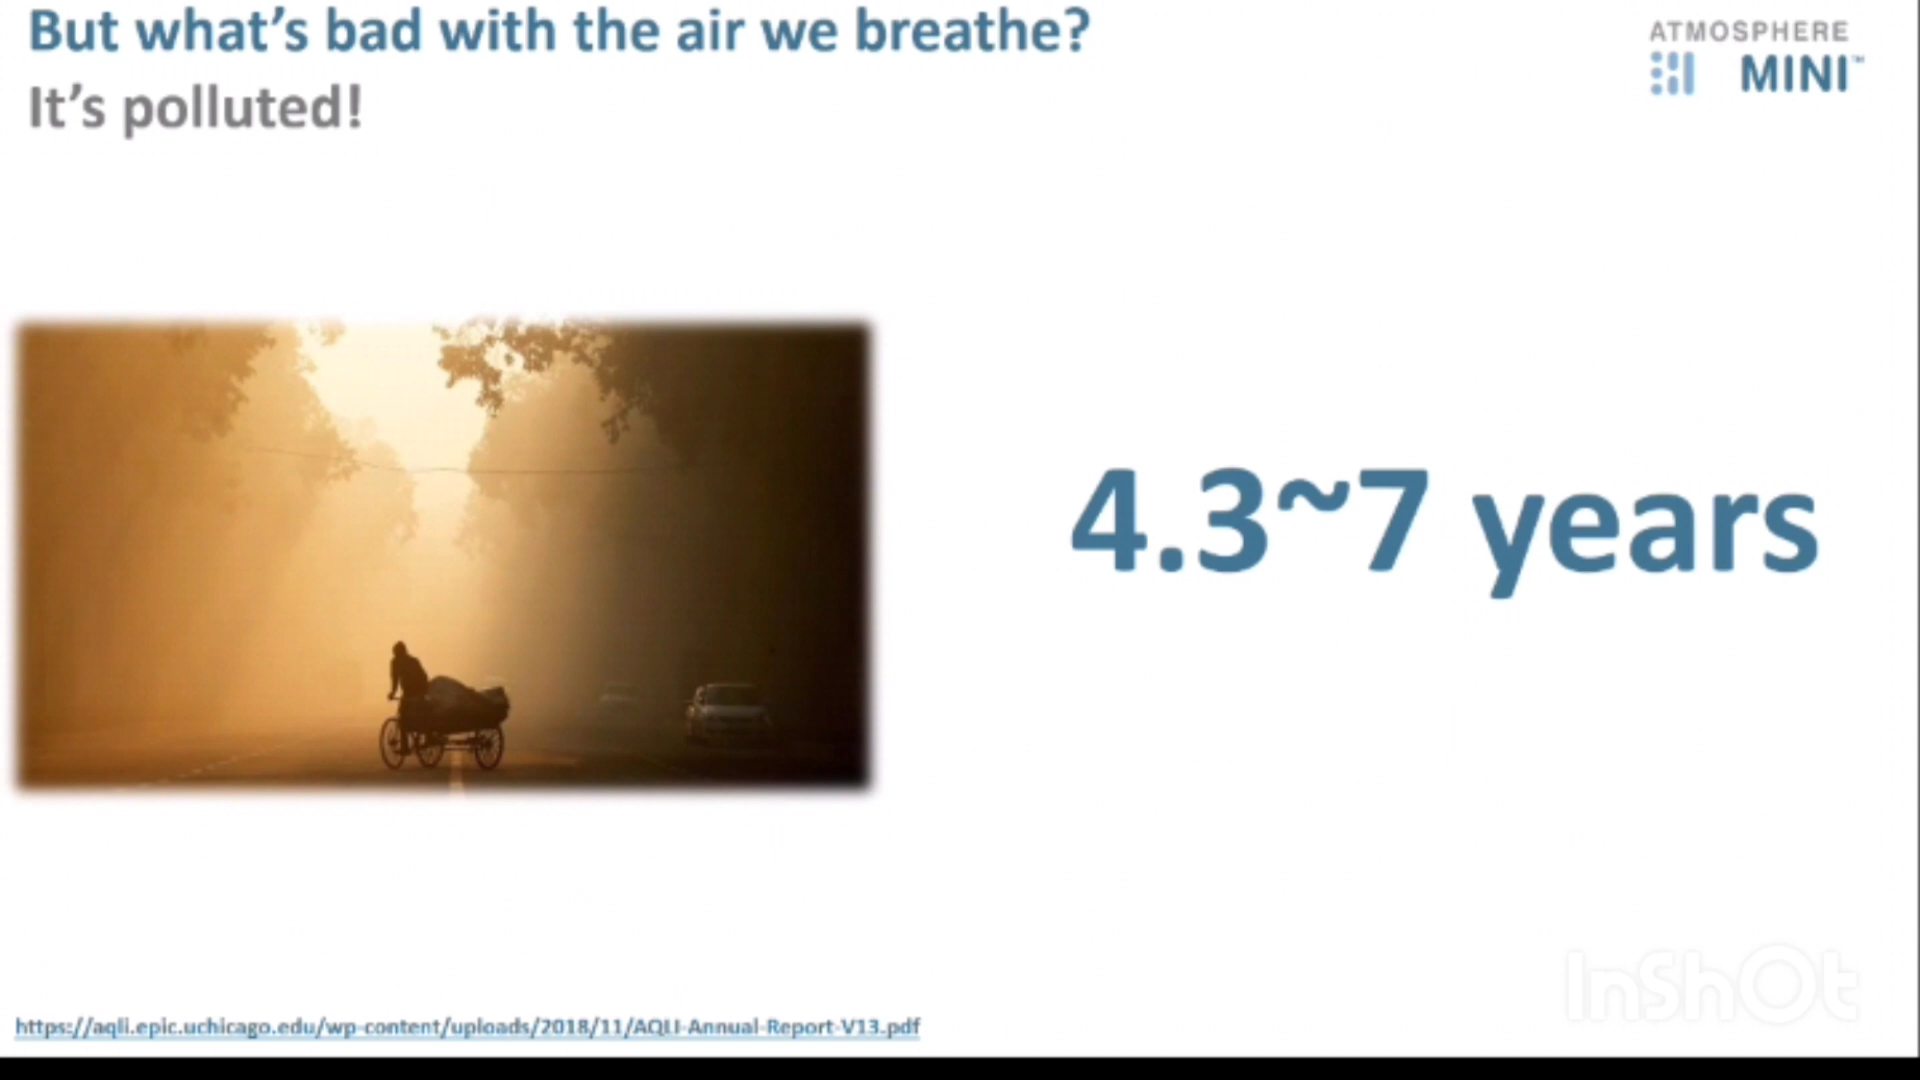 But what's bad with the air we breathe?
It's polluted!
ATMOSPHERE
MINI™
4.3~7 years
https://aqli.epic.uchicago.edu/wp-content/uploads/2018/11/AQLI-Annual-Report-V13.pdf
InShOt